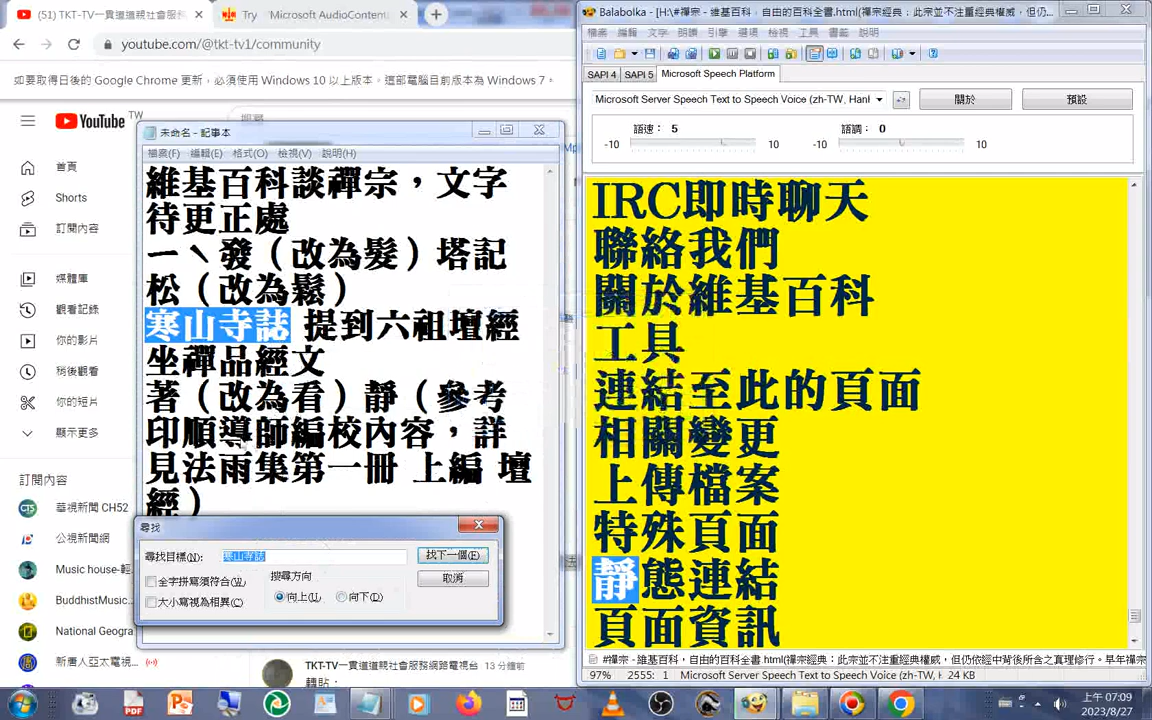 (51) TKT-TV一貫道道親社會服務
Try
Microsoft AudioContent
youtube.com/@tkt-tv1/community
如要取得日後的 Google Chrome 更新，必須使用 Windows 10 以上版本，這部電腦目前版本為 Windows 7。
YouTube
TW
首頁
Shorts
訂閱內容
媒體庫
觀看記錄
你的影片
稍後觀看
你的短片
顯示更多
訂閱內容
華視新聞 CH52
公視新聞網
Music house-輕...
BuddhistMusic...
National Geogra...
新唐人亞太電視...
未命名 - 記事本
檔案(F) 編輯(E) 格式(O) 檢視(V) 說明(H)
維基百科談禪宗，文字
待更正處
一、發（改為髮）塔記
松（改為鬆）
寒山寺誌 提到六祖壇經
坐禪品經文
著（改為看）靜（參考
印順導師編校內容，詳
見法雨集第一冊 上編 壇
經）
尋找
尋找目標(N):
寒山寺誌
找下一個(F)
全字拼寫須符合(W)
大小寫視為相異(C)
搜尋方向
向上(U)
向下(D)
取消
TKT-TV一貫道道親社會服務網路電視台 13 分鐘前
轉貼：
Balabolka - [H:\#禪宗 - 維基百科，自由的百科全書.html(禪宗經典：此宗並不注重經典權威，但仍...
檔案 編輯 文字 朗讀 引擎 選項 檢視 工具 書籤 說明
SAPI 4
SAPI 5
Microsoft Speech Platform
Microsoft Server Speech Text to Speech Voice (zh-TW, HanH
關於
預設
語速： 5
語調： 0
-10
10
-10
10
IRC即時聊天
聯絡我們
關於維基百科
工具
連結至此的頁面
相關變更
上傳檔案
特殊頁面
靜態連結
頁面資訊
#禪宗 - 維基百科，自由的百科全書.html(禪宗經典：此宗並不注重經典權威，但仍依經中背後所含之真理修行。早年禪宗
97%
2555: 1
Microsoft Server Speech Text to Speech Voice (zh-TW, H
24 KB
上午 07:09
2023/8/27